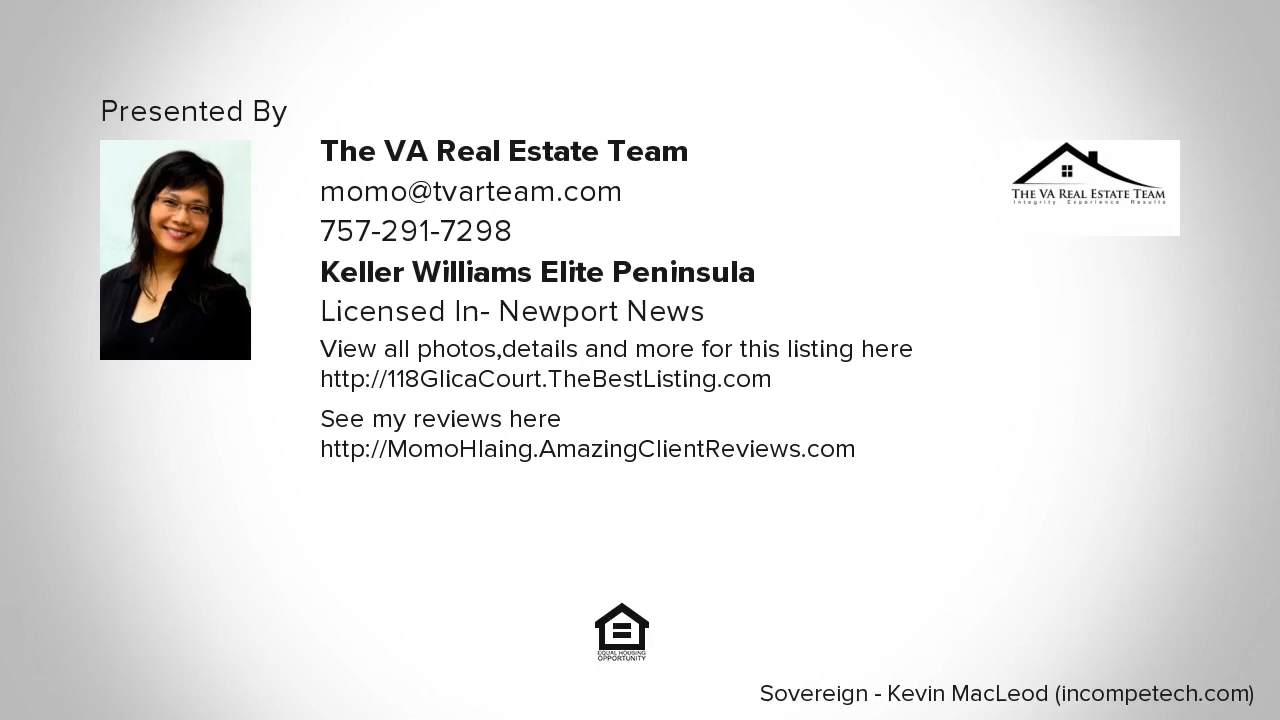 Presented By
The VA Real Estate Team
momo@tvarteam.com
757-291-7298
Keller Williams Elite Peninsula
Licensed In- Newport News
View all photos,details and more for this listing here
http://118GlicaCourt.TheBestListing.com
See my reviews here
http://MomoHlaing.AmazingClientReviews.com
THE VA REAL ESTATE TEAM
Integrity Experience Results
EQUAL HOUSING
OPPORTUNITY
Sovereign - Kevin MacLeod (incompetech.com)